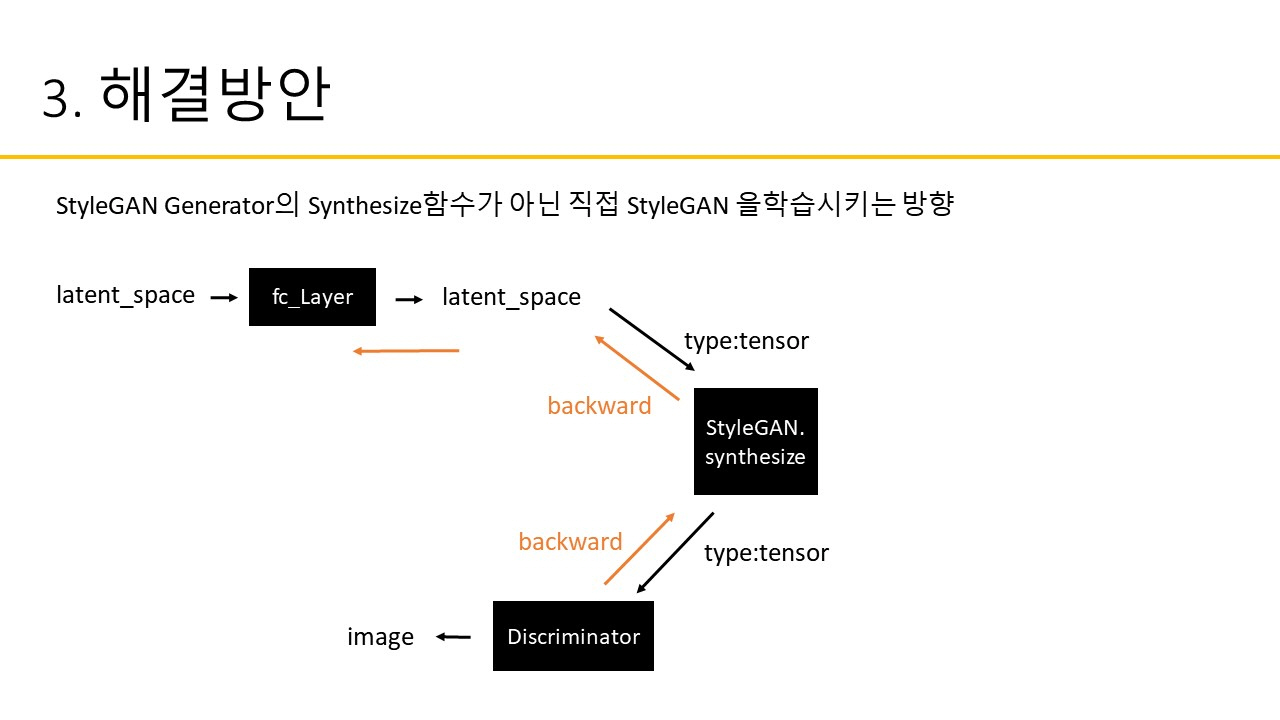 3. 해결방안
StyleGAN Generator의 Synthesize함수가 아닌 직접 StyleGAN 을학습시키는 방향
latent_space
fc_Layer
latent_space
type:tensor
backward
StyleGAN.
synthesize
backward
type:tensor
image
Discriminator